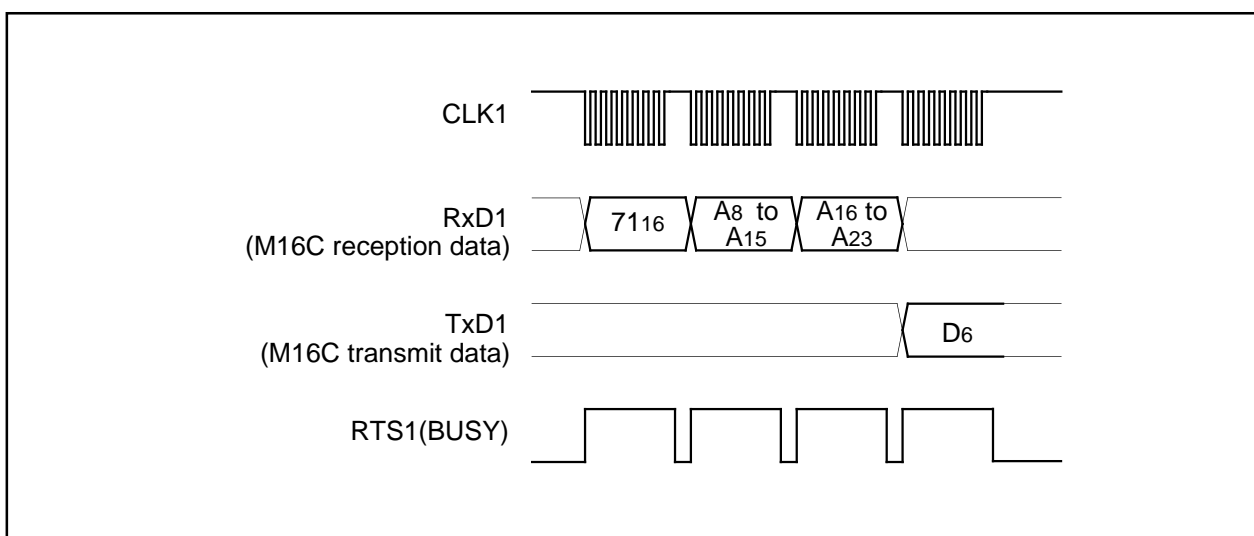 CLK1
RxD1
(M16C reception data)
7116
A8 to
A15
A16 to
A23
TxD1
(M16C transmit data)
D6
RTS1(BUSY)